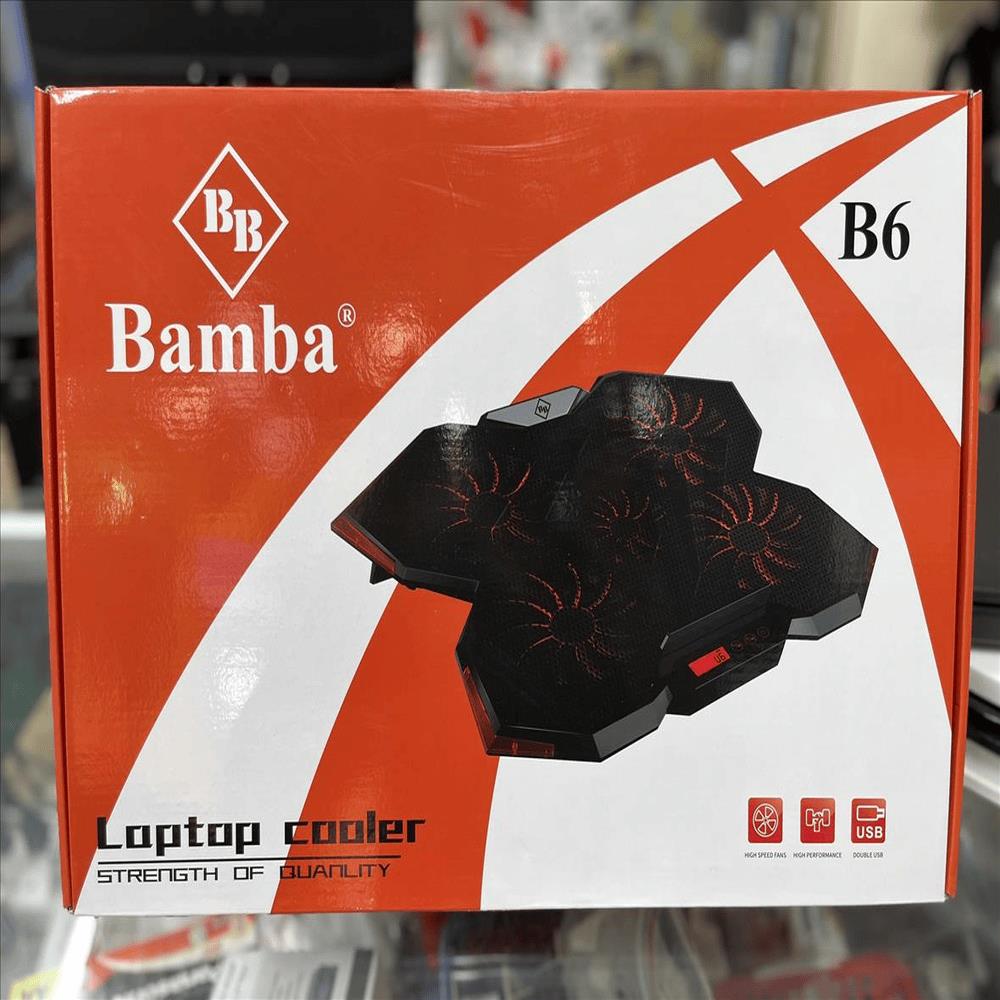 BB
Bamba®
B6
Laptop cooler
STRENGTH OF QUANLITY
USB
HIGH SPEED FANS HIGH PERFORMANCE DOUBLE USB